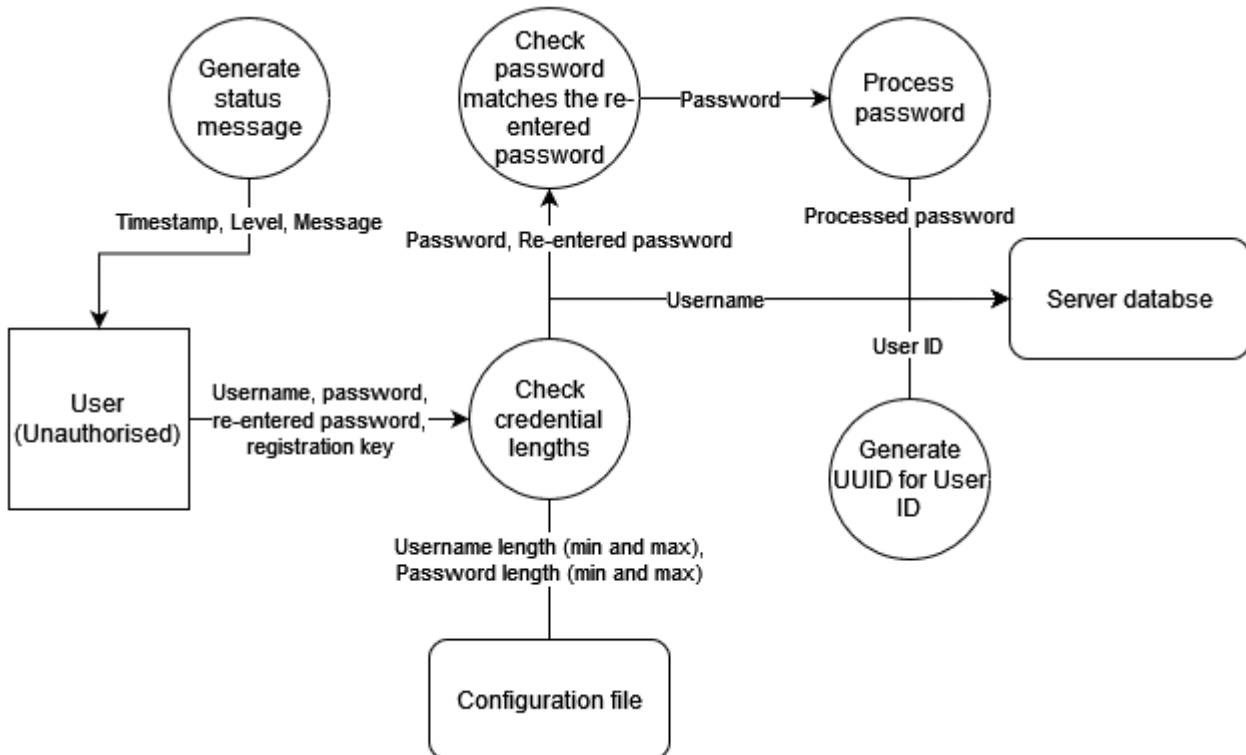 Generate
status
message
Check
password
matches the re-
entered
password
Password
Process
password
Timestamp, Level, Message
Password, Re-entered password
Processed password
Username
Server databse
User ID
User
(Unauthorised)
Username, password,
re-entered password,
registration key
Check
credential
lengths
Generate
UUID for User
ID
Username length (min and max),
Password length (min and max)
Configuration file